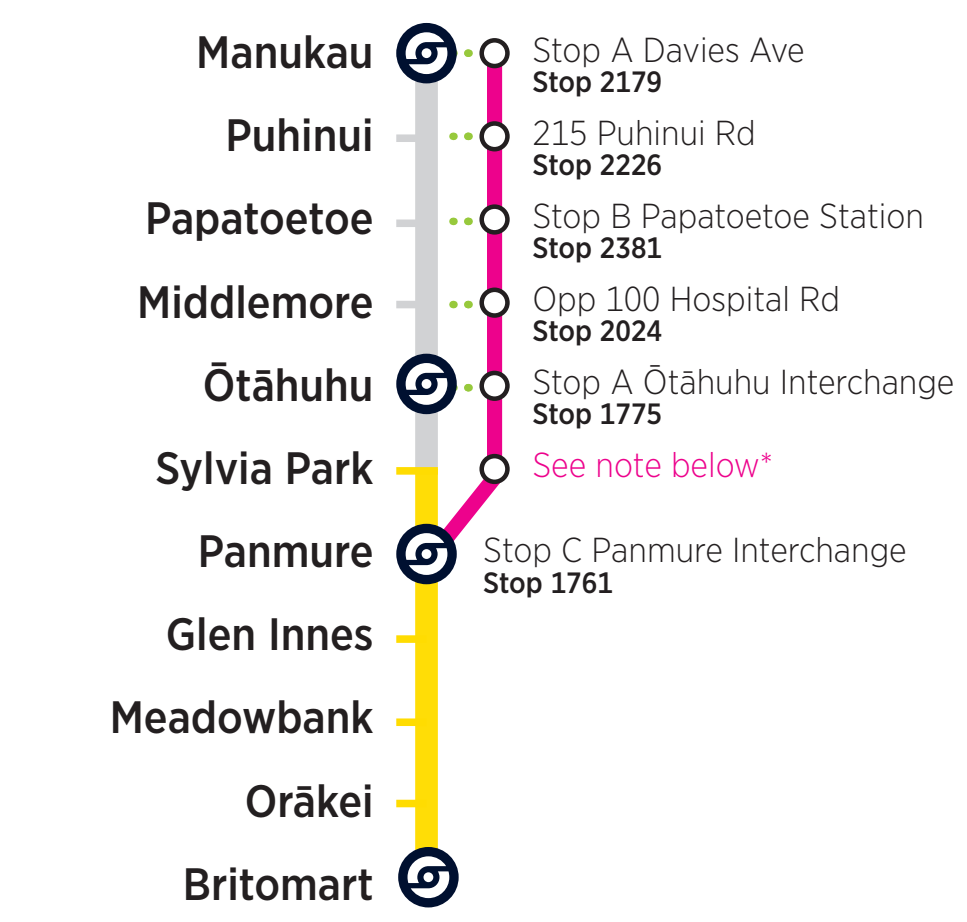 Manukau
Stop A Davies Ave
Stop 2179
Puhinui
215 Puhinui Rd
Stop 2226
Papatoetoe
Stop B Papatoetoe Station
Stop 2381
Middlemore
Opp 100 Hospital Rd
Stop 2024
Ōtāhuhu
Stop A Ōtāhuhu Interchange
Stop 1775
Sylvia Park
See note below*
Panmure
Stop C Panmure Interchange
Stop 1761
Glen Innes
Meadowbank
Orākei
Britomart